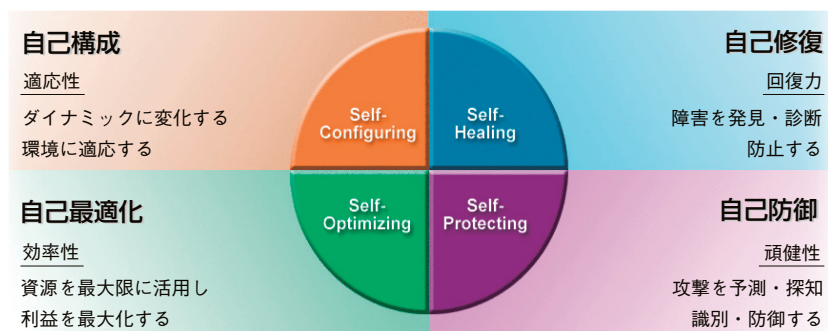 自己構成
適応性
ダイナミックに変化する
環境に適応する
Self-
Configuring
Self-
Healing
自己修復
回復力
障害を発見・診断
防止する
自己最適化
効率性
資源を最大限に活用し
利益を最大化する
Self-
Optimizing
Self-
Protecting
自己防御
頑健性
攻撃を予測・探知
識別・防御する